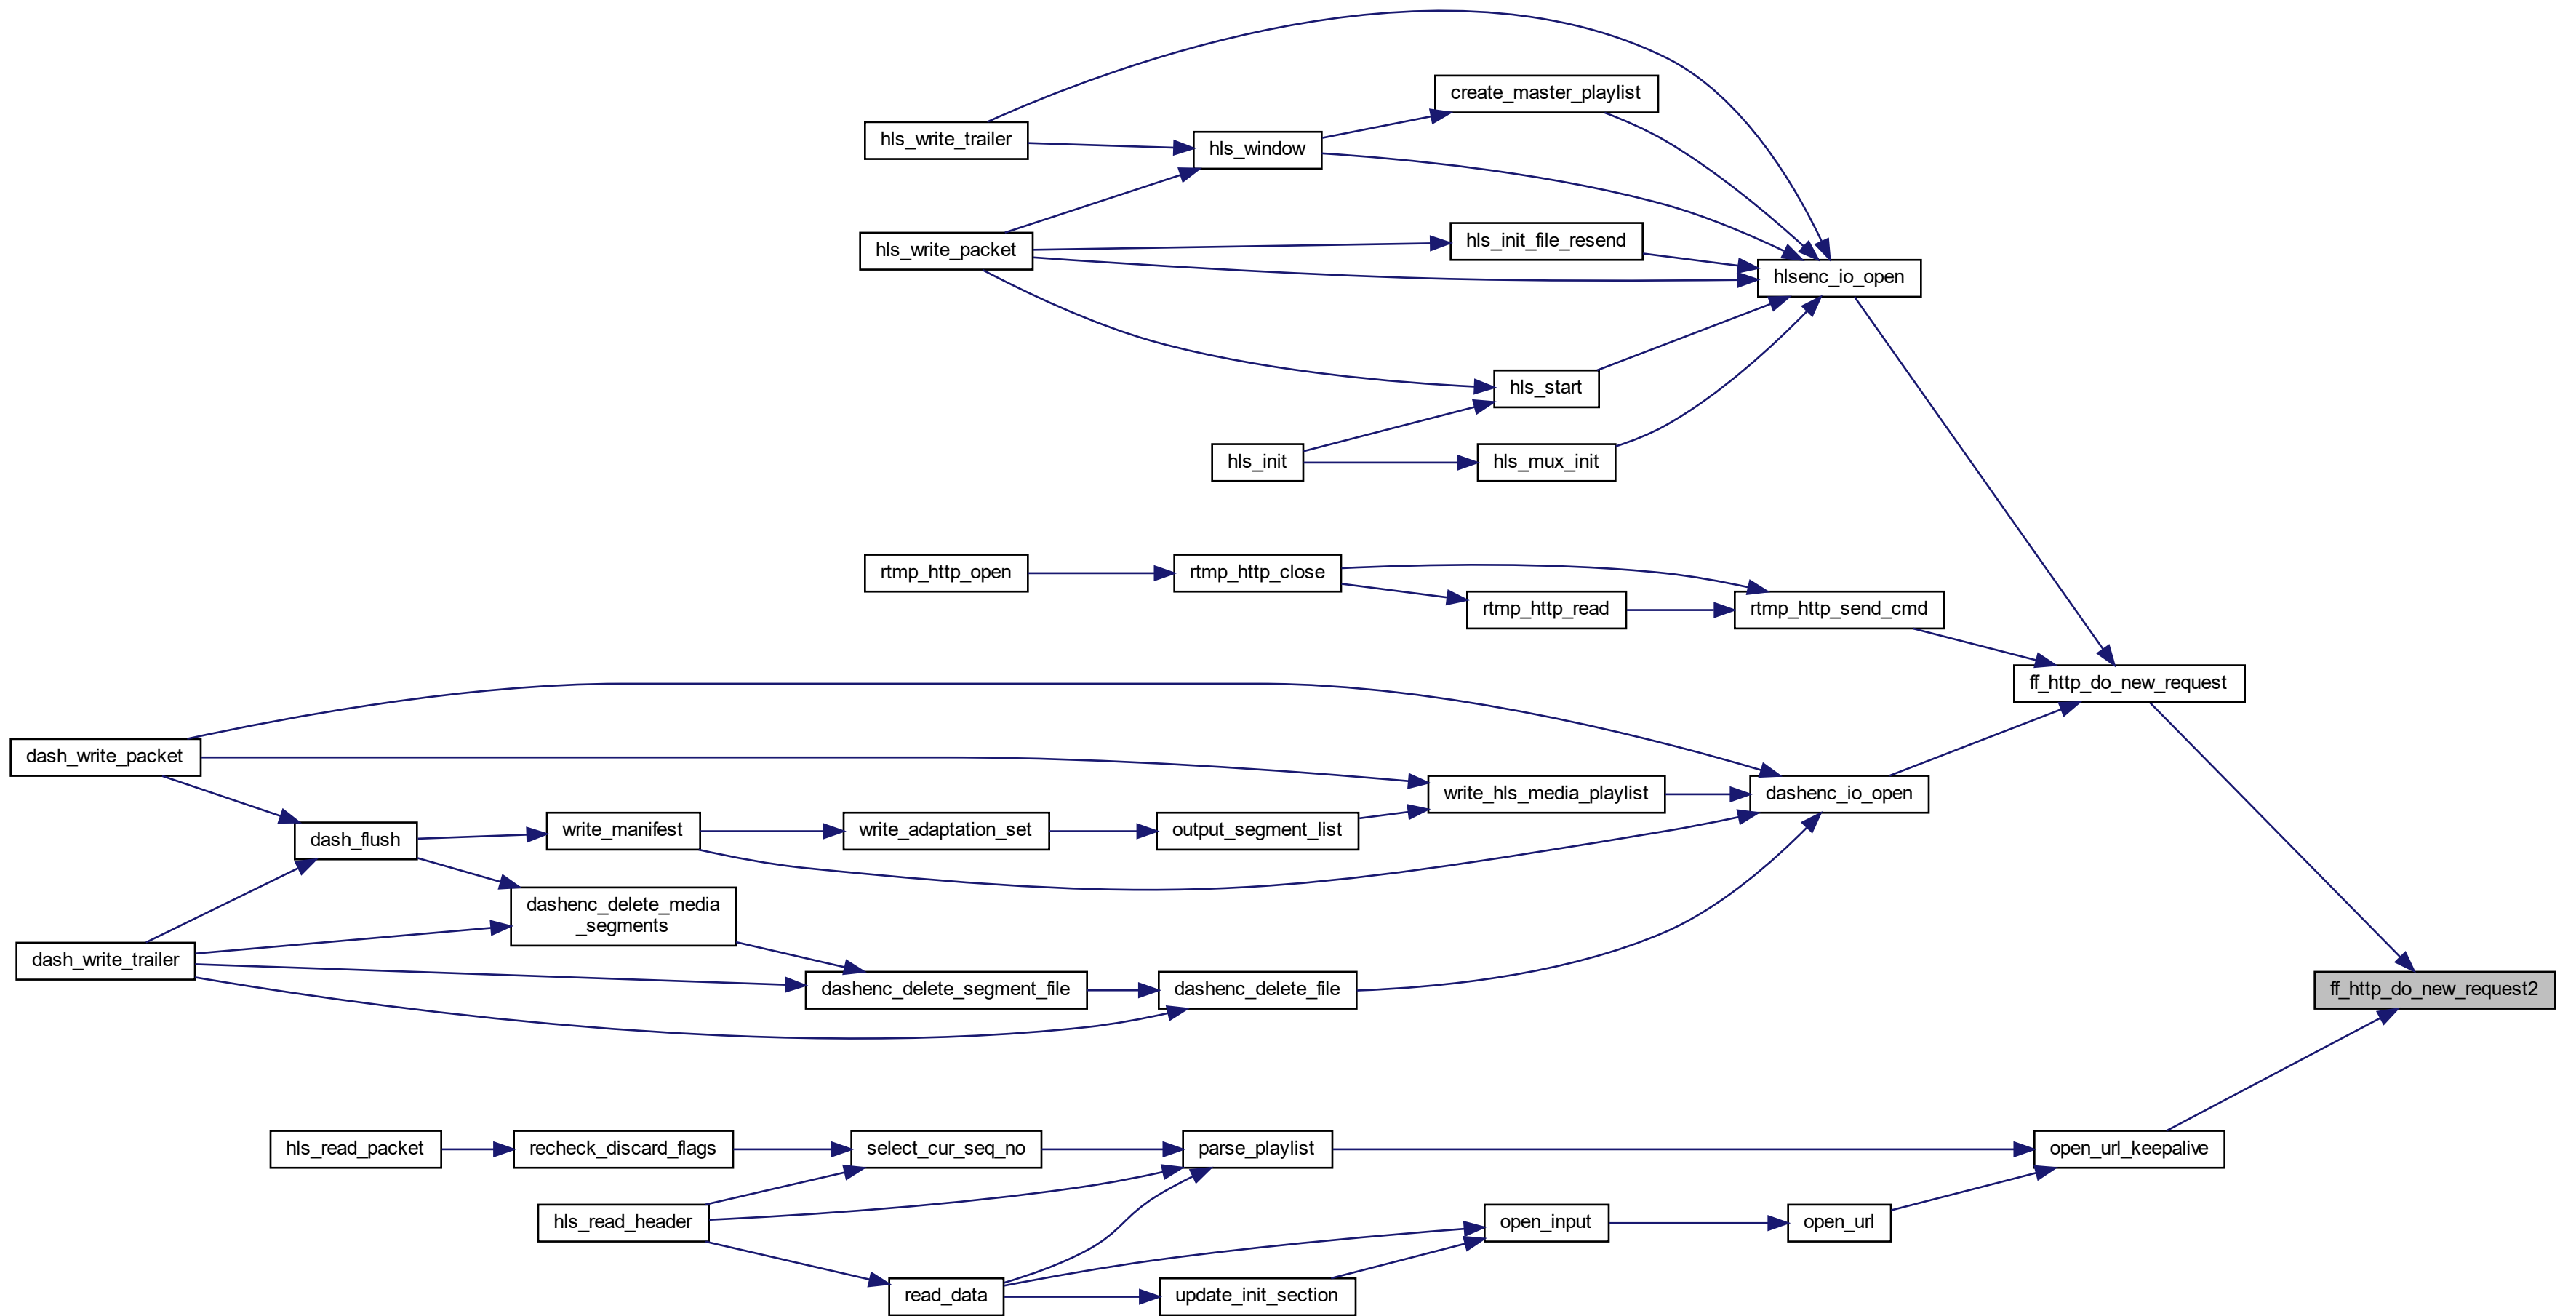 create_master_playlist
hls_write_trailer
hls_window
hls_write_packet
hls_init_file_resend
hlsenc_io_open
hls_start
hls_init
hls_mux_init
rtmp_http_open
rtmp_http_close
rtmp_http_read
rtmp_http_send_cmd
ff_http_do_new_request
dash_write_packet
write_hls_media_playlist
dashenc_io_open
dash_flush
write_manifest
write_adaptation_set
output_segment_list
dashenc_delete_media
_segments
dash_write_trailer
dashenc_delete_segment_file
dashenc_delete_file
ff_http_do_new_request2
hls_read_packet
recheck_discard_flags
select_cur_seq_no
parse_playlist
open_url_keepalive
hls_read_header
open_input
open_url
read_data
update_init_section